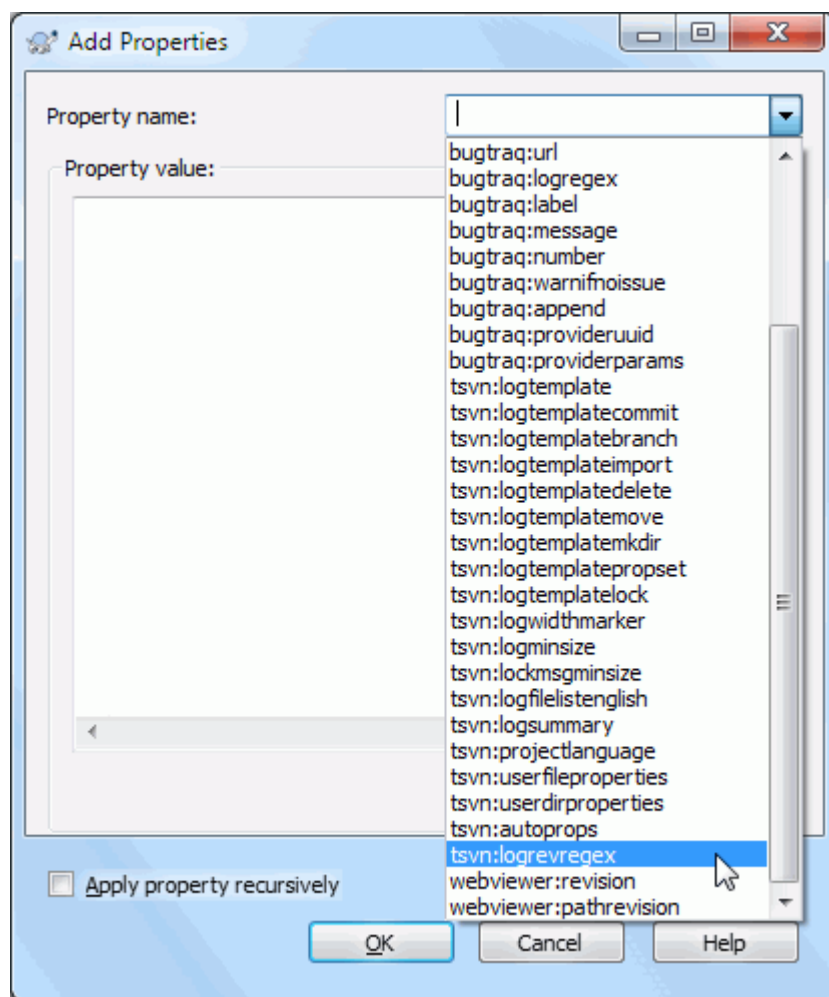 Add Properties
Property name:
Property value:
bugtraq:url
bugtraq:logregex
bugtraq:label
bugtraq:message
bugtraq:number
bugtraq:warnifnoissue
bugtraq:append
bugtraq:provideruuid
bugtraq:providerparams
tsvn:logtemplate
tsvn:logtemplatecommit
tsvn:logtemplatebranch
tsvn:logtemplateimport
tsvn:logtemplatedelete
tsvn:logtemplatemove
tsvn:logtemplatemkdir
tsvn:logtemplatepropset
tsvn:logtemplatelock
tsvn:logwidthmarker
tsvn:logminsize
tsvn:lockmsgminsize
tsvn:logfilelistenglish
tsvn:logsummary
tsvn:projectlanguage
tsvn:userfileproperties
tsvn:userdirproperties
tsvn:autoprops
tsvn:logrevregex
webviewer:revision
webviewer:pathrevision
Apply property recursively
OK Cancel Help